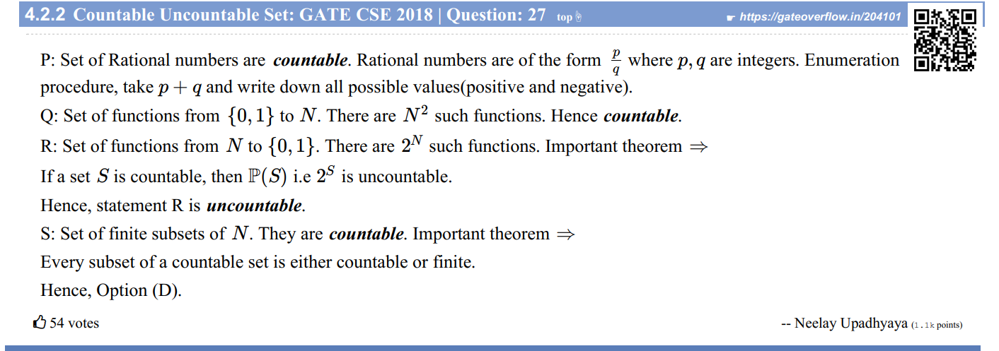 4.2.2 Countable Uncountable Set: GATE CSE 2018 | Question: 27 top☝ ☛ https://gateoverflow.in/204101
P: Set of Rational numbers are countable. Rational numbers are of the form p/q where p, q are integers. Enumeration
procedure, take p + q and write down all possible values(positive and negative).
Q: Set of functions from {0, 1} to N. There are N² such functions. Hence countable.
R: Set of functions from N to {0, 1}. There are 2^N such functions. Important theorem ⇒
If a set S is countable, then ℙ(S) i.e 2^S is uncountable.
Hence, statement R is uncountable.
S: Set of finite subsets of N. They are countable. Important theorem ⇒
Every subset of a countable set is either countable or finite.
Hence, Option (D).
54 votes -- Neelay Upadhyaya (1.1k points)